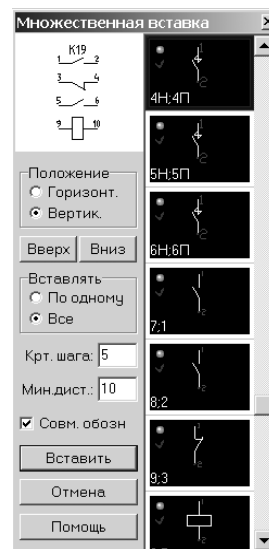 Множественная вставка
K19
1 2
3 4
5 6
9 10
Положение
Горизонт.
Вертик.
Вверх Вниз
Вставлять
По одному
Все
Крт. шага: 5
Мин.дист.: 10
Совм. обозн
Вставить
Отмена
Помощь
4Н;4П
5Н;5П
6Н;6П
7;1
8;2
9;3